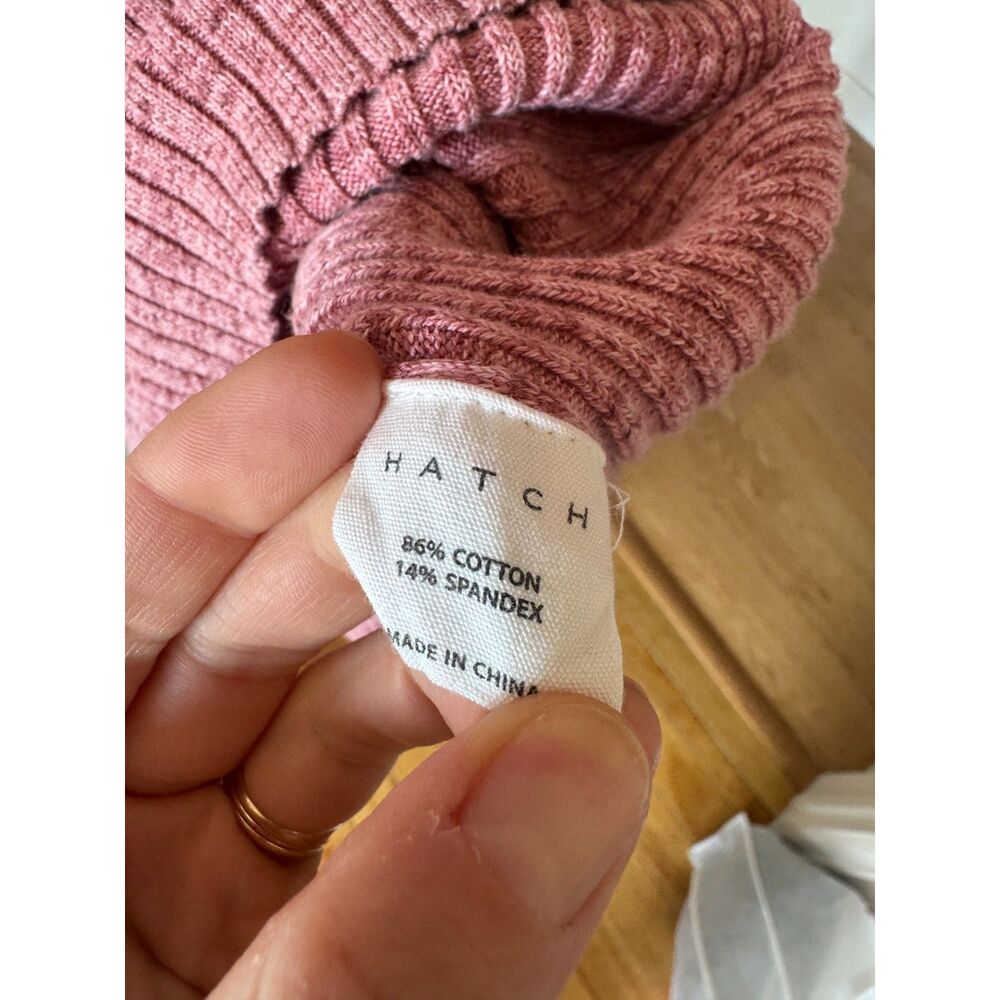 HATCH
86% COTTON
14% SPANDEX
MADE IN CHINA